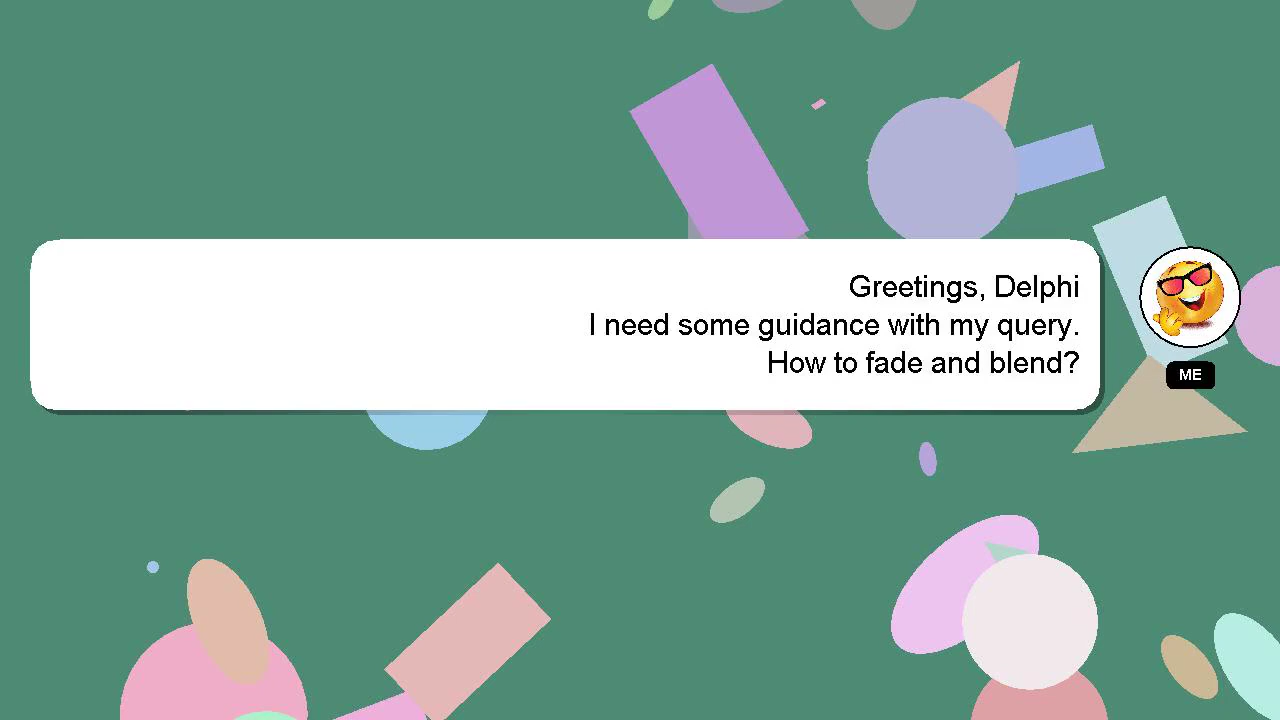 Greetings, Delphi
I need some guidance with my query.
How to fade and blend?
ME